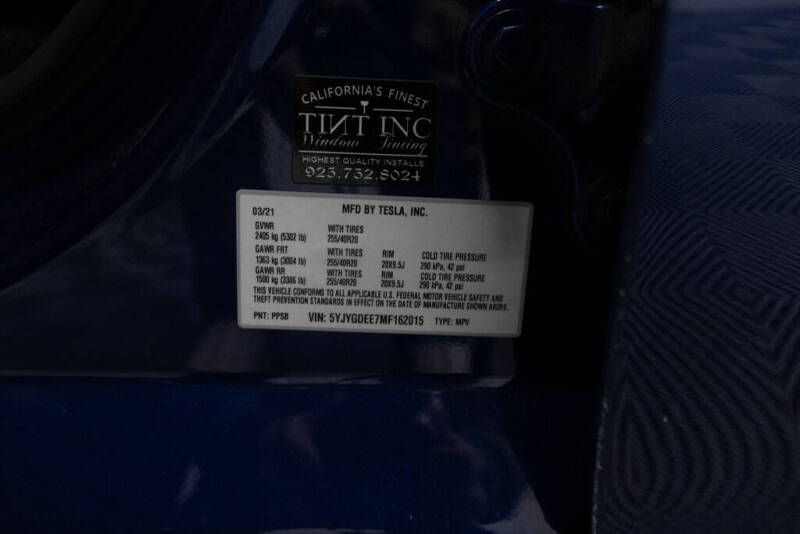 CALIFORNIA'S FINEST
TIИT INC
Window Tinting
HIGHEST QUALITY INSTALLS
923.732.8024
03/21 MFD BY TESLA, INC.
GVWR WITH TIRES
2405 kg (5302 lb) 255/40R20
GAWR FRT WITH TIRES RIM COLD TIRE PRESSURE
1363 kg (3004 lb) 255/40R20 20X9.5J 290 kPa, 42 psi
GAWR RR WITH TIRES RIM COLD TIRE PRESSURE
1500 kg (3306 lb) 255/40R20 20X9.5J 290 kPa, 42 psi
THIS VEHICLE CONFORMS TO ALL APPLICABLE U.S. FEDERAL MOTOR VEHICLE SAFETY AND
THEFT PREVENTION STANDARDS IN EFFECT ON THE DATE OF MANUFACTURE SHOWN ABOVE.
PNT: PPSB VIN: 5YJYGDEE7MF162015 TYPE: MPV